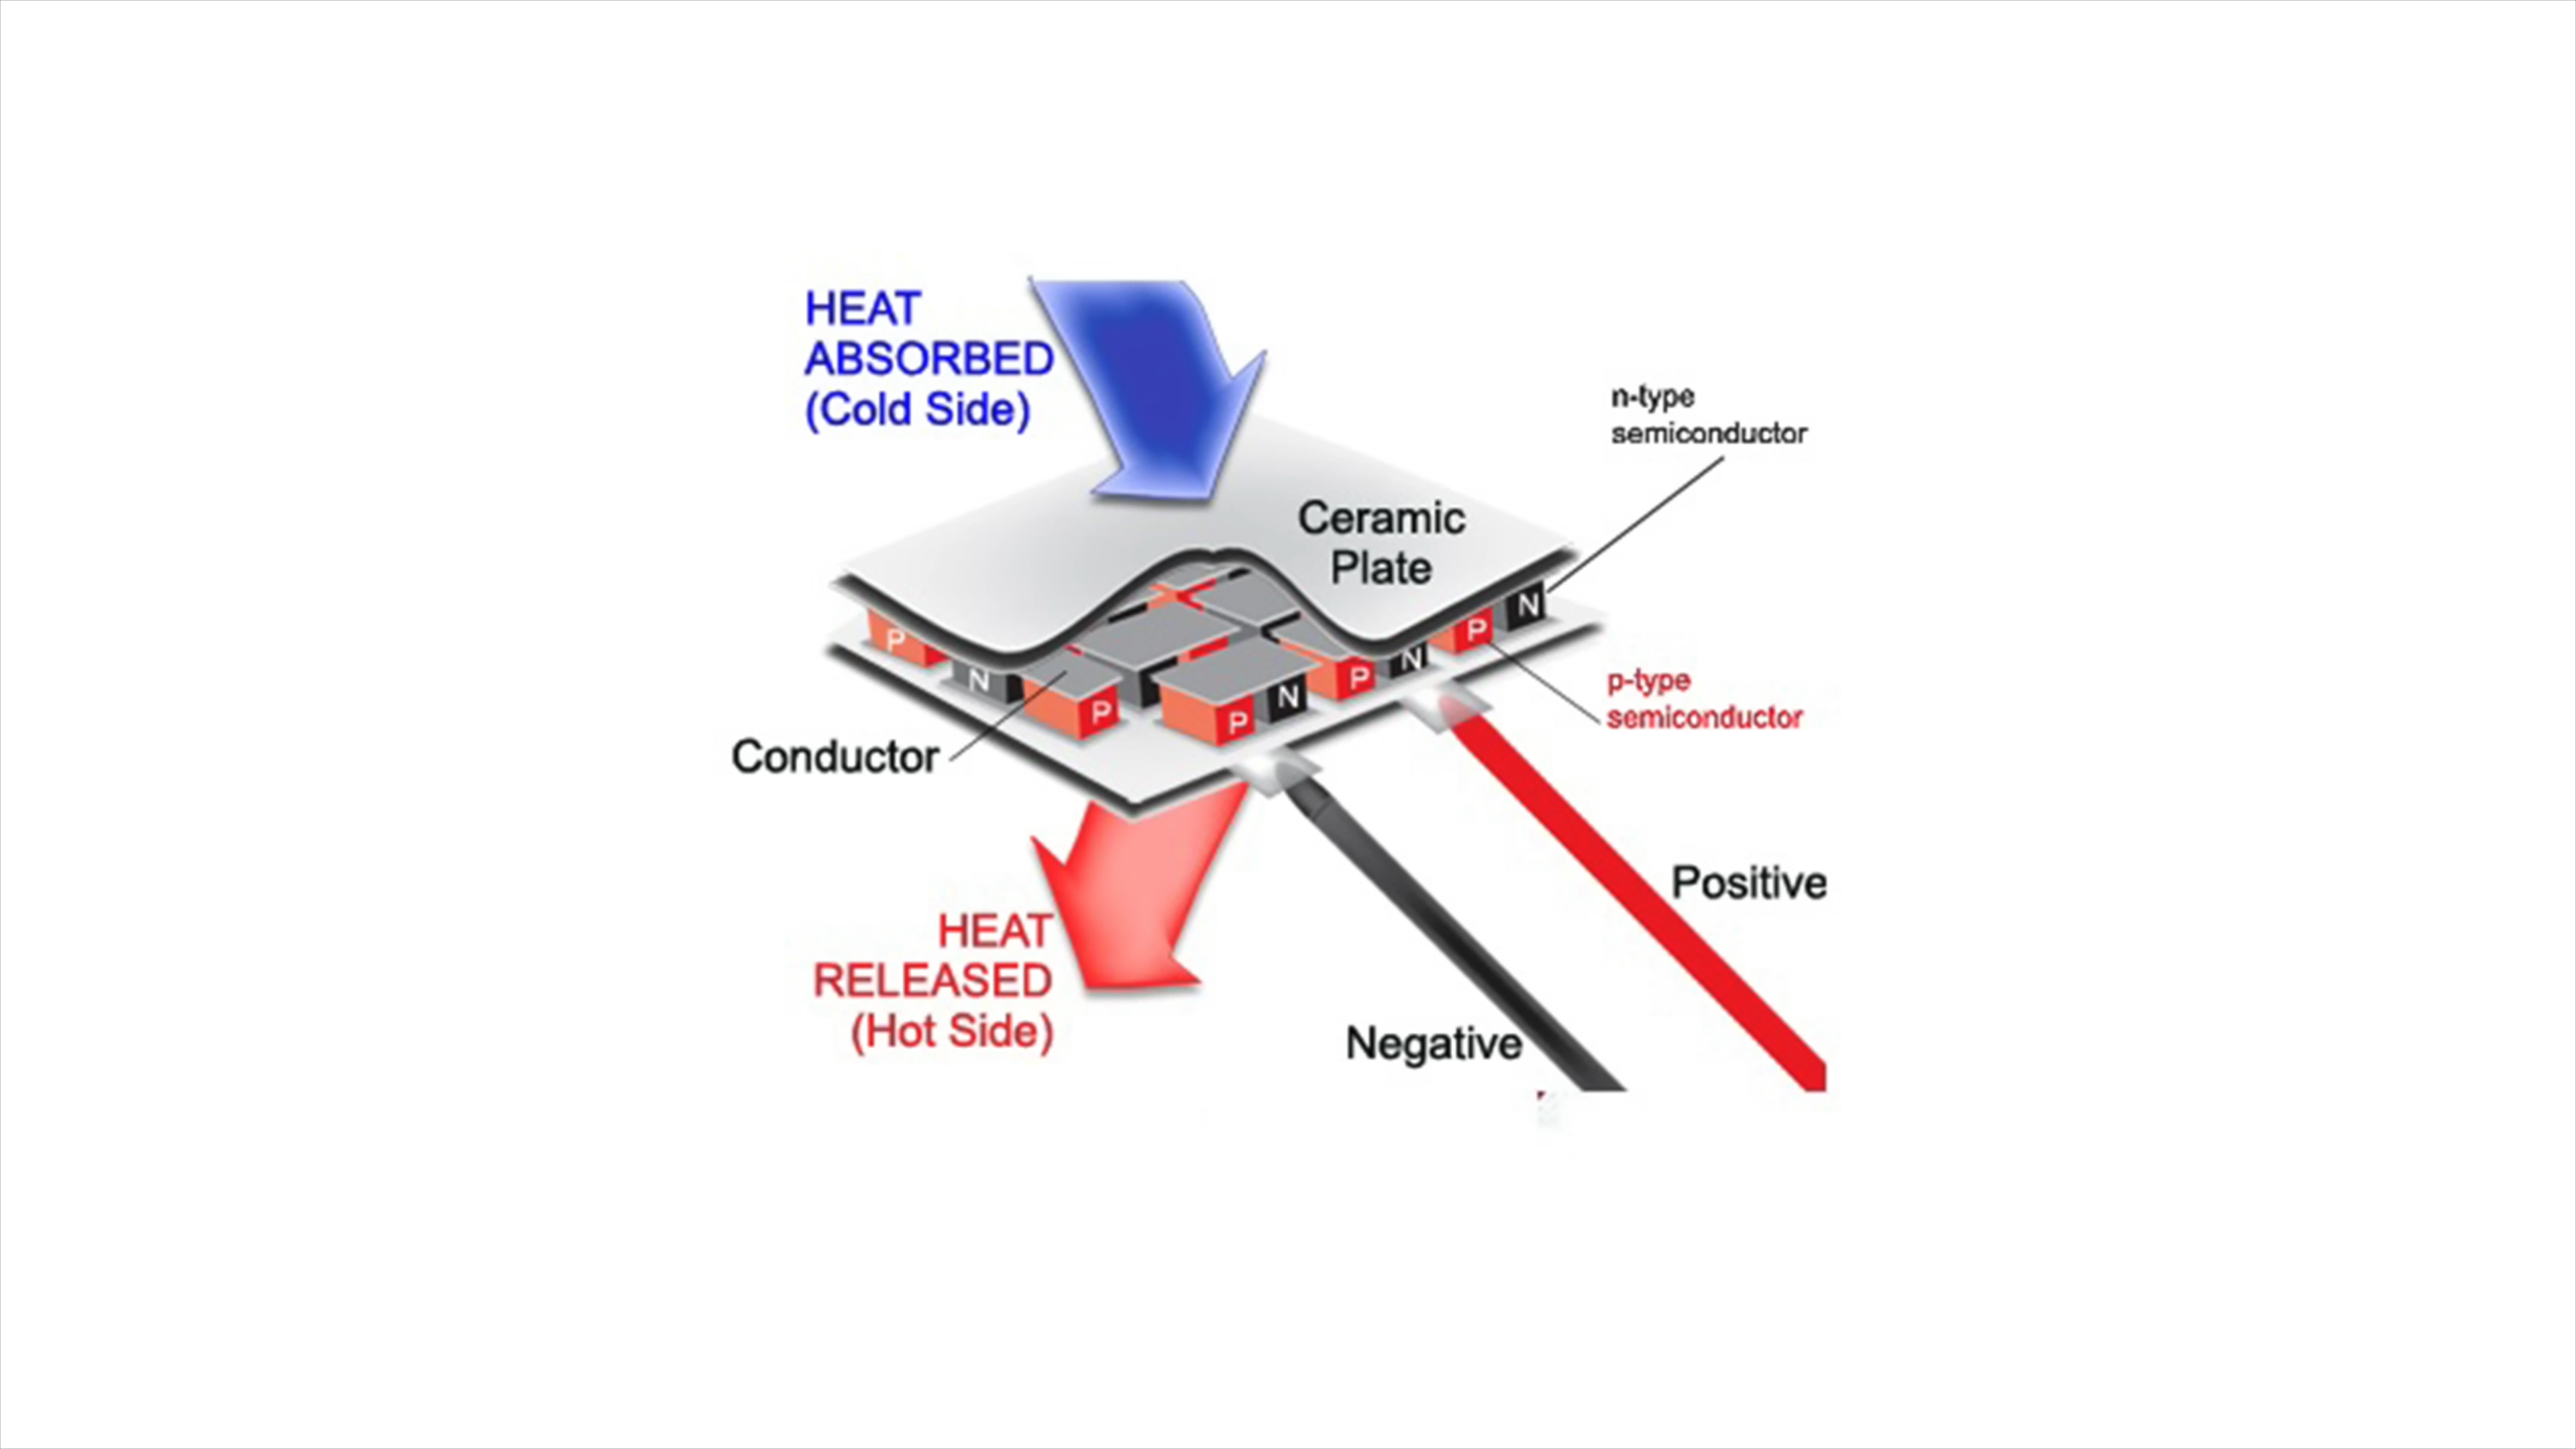 HEAT
ABSORBED
(Cold Side)
n-type
semiconductor
Ceramic
Plate
N
P
P
N
N
P
N
P
P
p-type
semiconductor
Conductor
Positive
HEAT
RELEASED
(Hot Side)
Negative